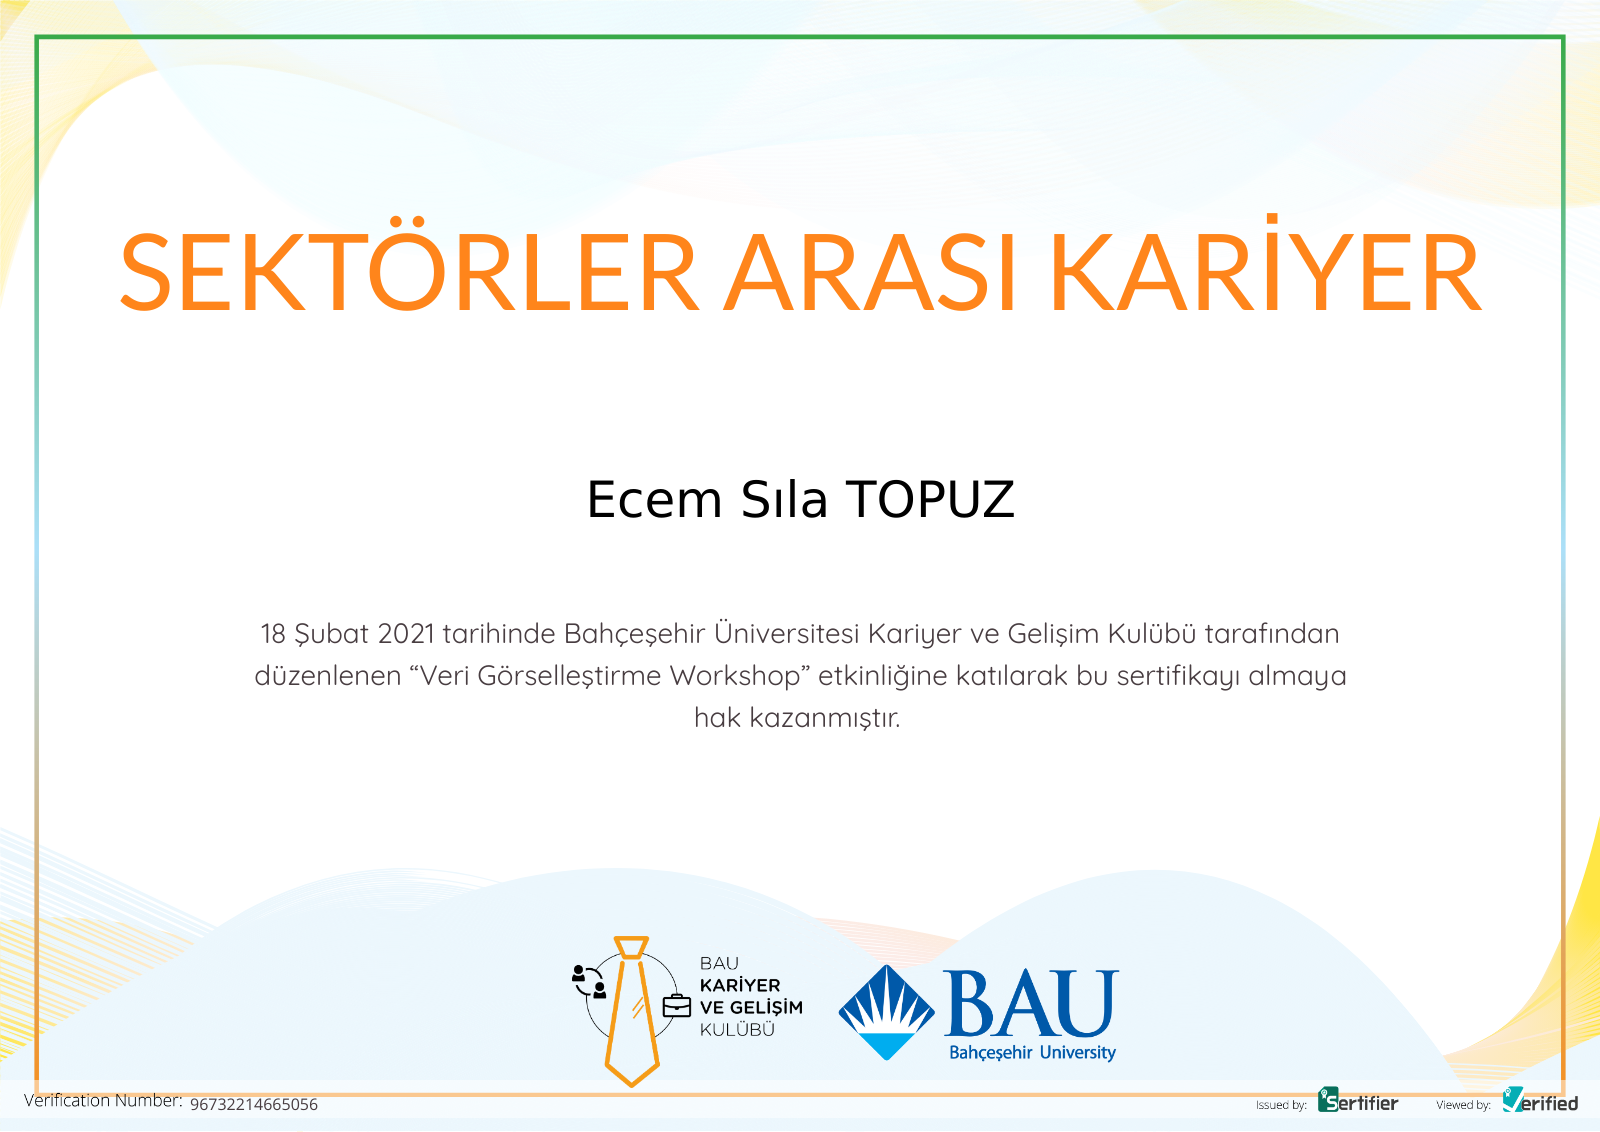 SEKTÖRLER ARASI KARİYER
Ecem Sıla TOPUZ
18 Şubat 2021 tarihinde Bahçeşehir Üniversitesi Kariyer ve Gelişim Kulübü tarafından
düzenlenen “Veri Görselleştirme Workshop” etkinliğine katılarak bu sertifikayı almaya
hak kazanmıştır.
BAU
KARİYER
VE GELİŞİM
KULÜBÜ
BAU
Bahçeşehir University
Verification Number: 96732214665056
Issued by: Sertifier
Viewed by: Verified